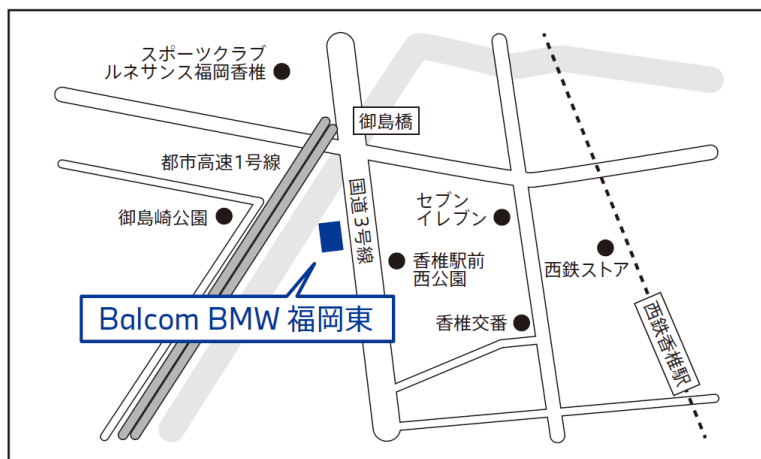 スポーツクラブ
ルネサンス福岡香椎
御島橋
都市高速1号線
国道3号線
御島崎公園
セブン
イレブン
香椎駅前
西公園
西鉄ストア
Balcom BMW 福岡東
香椎交番
西鉄香椎駅